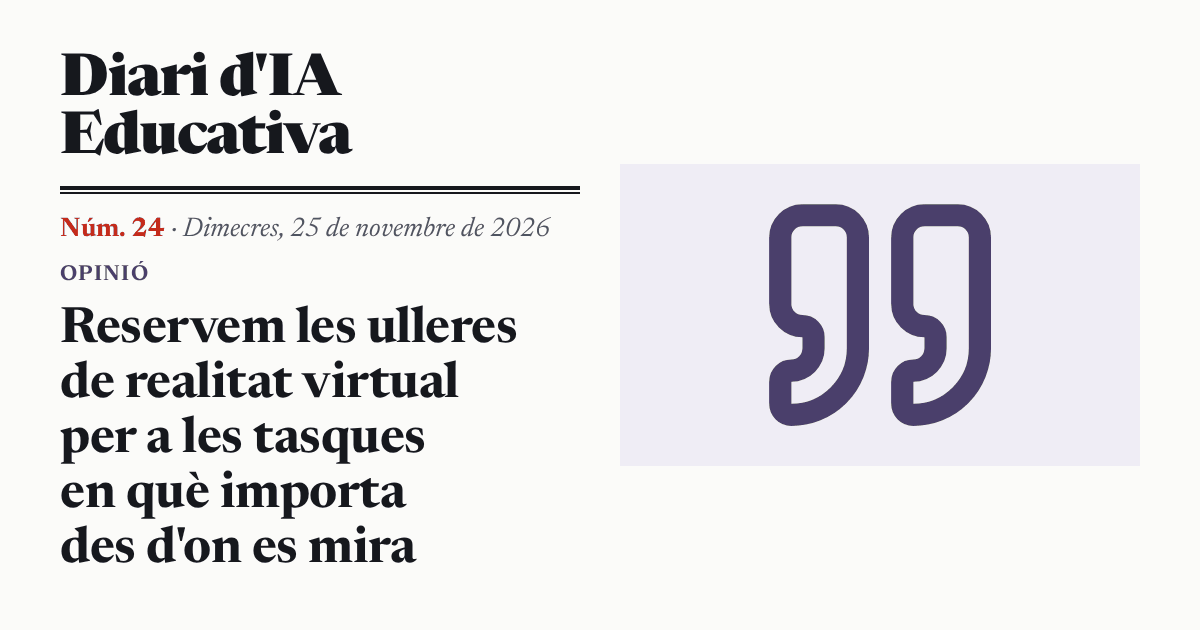 Diari d'IA
Educativa
Núm. 24 · Dimecres, 25 de novembre de 2026
OPINIÓ
Reservem les ulleres
de realitat virtual
per a les tasques
en què importa
des d'on es mira